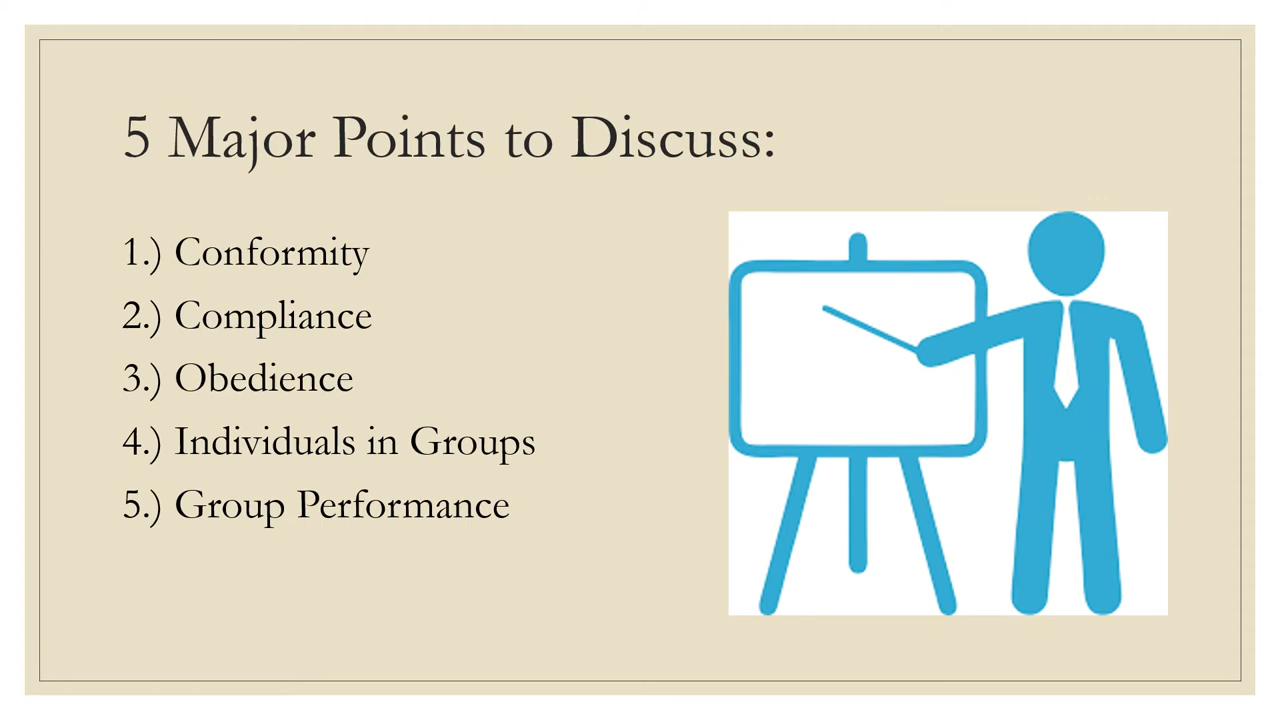 5 Major Points to Discuss:
1.) Conformity
2.) Compliance
3.) Obedience
4.) Individuals in Groups
5.) Group Performance